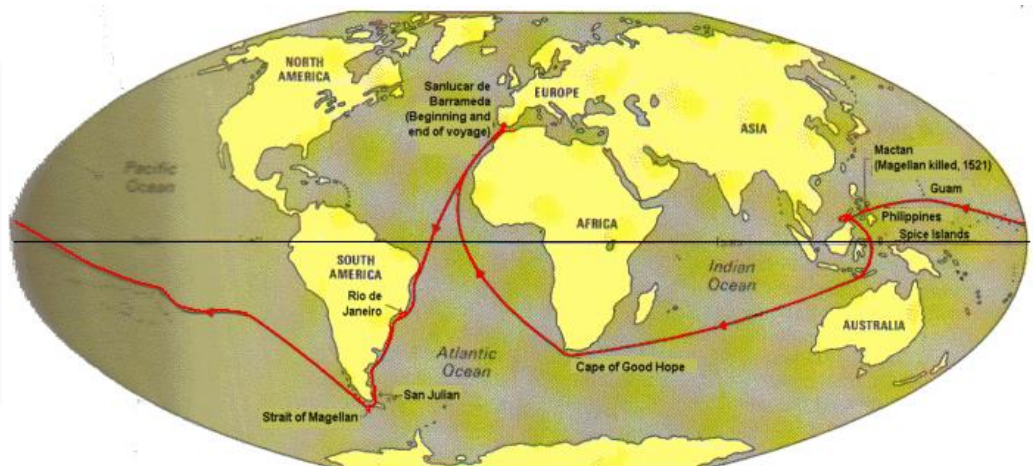 NORTH
AMERICA
Sanlucar de
Barrameda
(Beginning and
end of voyage)
EUROPE
ASIA
Mactan
(Magellan killed, 1521)
Pacific
Ocean
Guam
AFRICA
Philippines
Spice Islands
SOUTH
AMERICA
Indian
Ocean
Rio de
Janeiro
AUSTRALIA
Atlantic
Ocean
Cape of Good Hope
San Julian
Strait of Magellan